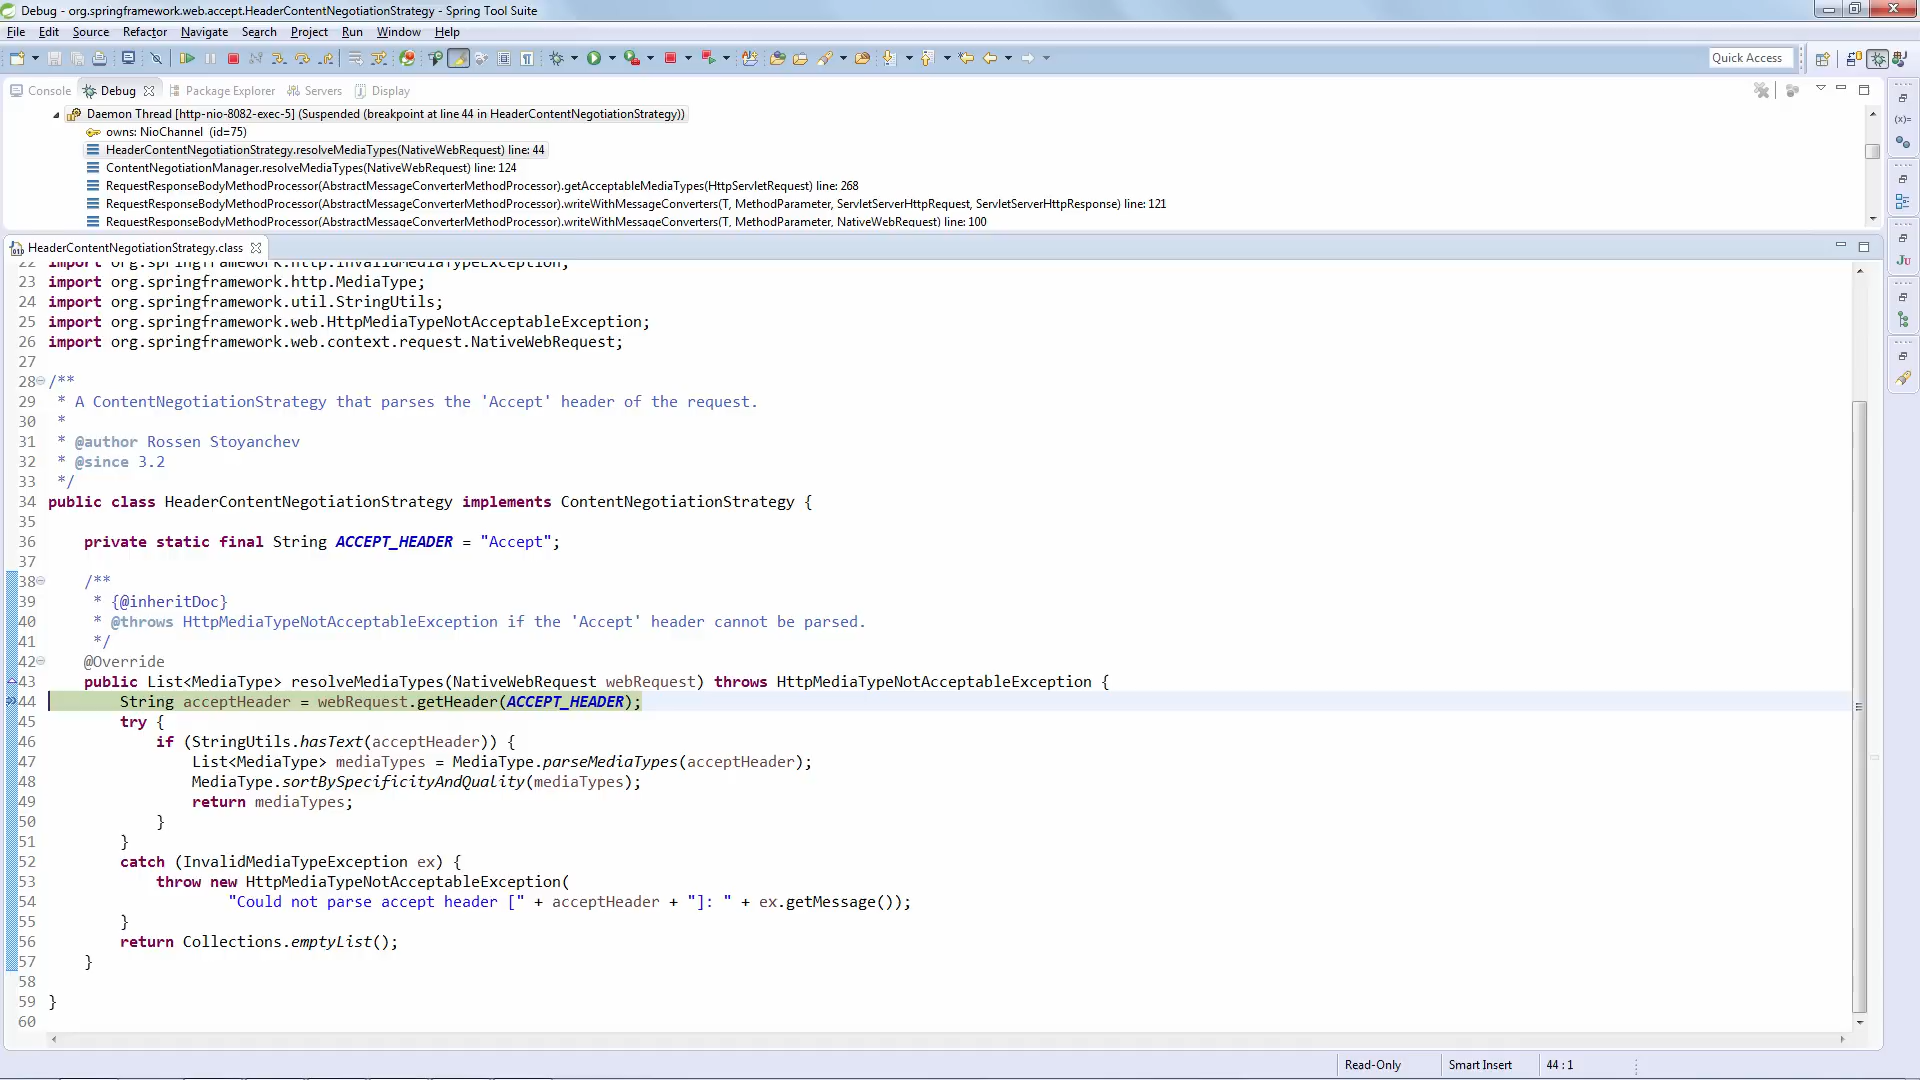 Debug - org.springframework.web.accept.HeaderContentNegotiationStrategy - Spring Tool Suite
File Edit Source Refactor Navigate Search Project Run Window Help
Quick Access
Console Debug Package Explorer Servers Display
Daemon Thread [http-nio-8082-exec-5] (Suspended (breakpoint at line 44 in HeaderContentNegotiationStrategy))
owns: NioChannel (id=75)
HeaderContentNegotiationStrategy.resolveMediaTypes(NativeWebRequest) line: 44
ContentNegotiationManager.resolveMediaTypes(NativeWebRequest) line: 124
RequestResponseBodyMethodProcessor(AbstractMessageConverterMethodProcessor).getAcceptableMediaTypes(HttpServletRequest) line: 268
RequestResponseBodyMethodProcessor(AbstractMessageConverterMethodProcessor).writeWithMessageConverters(T, MethodParameter, ServletServerHttpRequest, ServletServerHttpResponse) line: 121
RequestResponseBodyMethodProcessor(AbstractMessageConverterMethodProcessor).writeWithMessageConverters(T, MethodParameter, NativeWebRequest) line: 100
HeaderContentNegotiationStrategy.class
22 import org.springframework.http.InvalidMediaTypeException;
23 import org.springframework.http.MediaType;
24 import org.springframework.util.StringUtils;
25 import org.springframework.web.HttpMediaTypeNotAcceptableException;
26 import org.springframework.web.context.request.NativeWebRequest;
27
28 /**
29  * A ContentNegotiationStrategy that parses the 'Accept' header of the request.
30  *
31  * @author Rossen Stoyanchev
32  * @since 3.2
33  */
34 public class HeaderContentNegotiationStrategy implements ContentNegotiationStrategy {
35
36     private static final String ACCEPT_HEADER = "Accept";
37
38     /**
39      * {@inheritDoc}
40      * @throws HttpMediaTypeNotAcceptableException if the 'Accept' header cannot be parsed.
41      */
42     @Override
43     public List<MediaType> resolveMediaTypes(NativeWebRequest webRequest) throws HttpMediaTypeNotAcceptableException {
44         String acceptHeader = webRequest.getHeader(ACCEPT_HEADER);
45         try {
46             if (StringUtils.hasText(acceptHeader)) {
47                 List<MediaType> mediaTypes = MediaType.parseMediaTypes(acceptHeader);
48                 MediaType.sortBySpecificityAndQuality(mediaTypes);
49                 return mediaTypes;
50             }
51         }
52         catch (InvalidMediaTypeException ex) {
53             throw new HttpMediaTypeNotAcceptableException(
54                     "Could not parse accept header [" + acceptHeader + "]: " + ex.getMessage());
55         }
56         return Collections.emptyList();
57     }
58
59 }
60
Read-Only Smart Insert 44 : 1